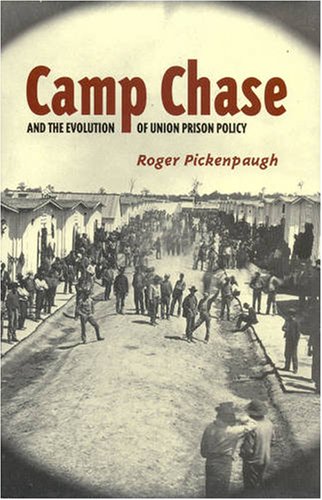 Camp Chase
AND THE EVOLUTION OF UNION PRISON POLICY
Roger Pickenpaugh